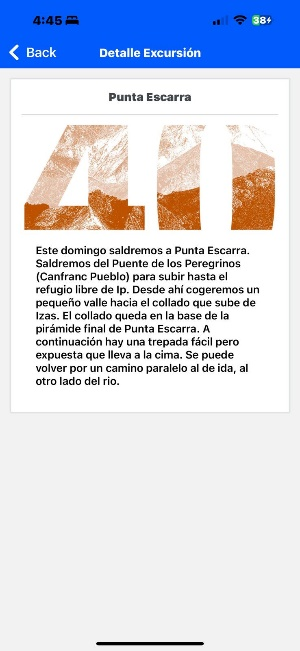 4:45
38
Back
Detalle Excursión
Punta Escarra
40
Este domingo saldremos a Punta Escarra.
Saldremos del Puente de los Peregrinos
(Canfranc Pueblo) para subir hasta el
refugio libre de Ip. Desde ahí cogeremos un
pequeño valle hacia el collado que sube de
Izas. El collado queda en la base de la
pirámide final de Punta Escarra. A
continuación hay una trepada fácil pero
expuesta que lleva a la cima. Se puede
volver por un camino paralelo al de ida, al
otro lado del rio.